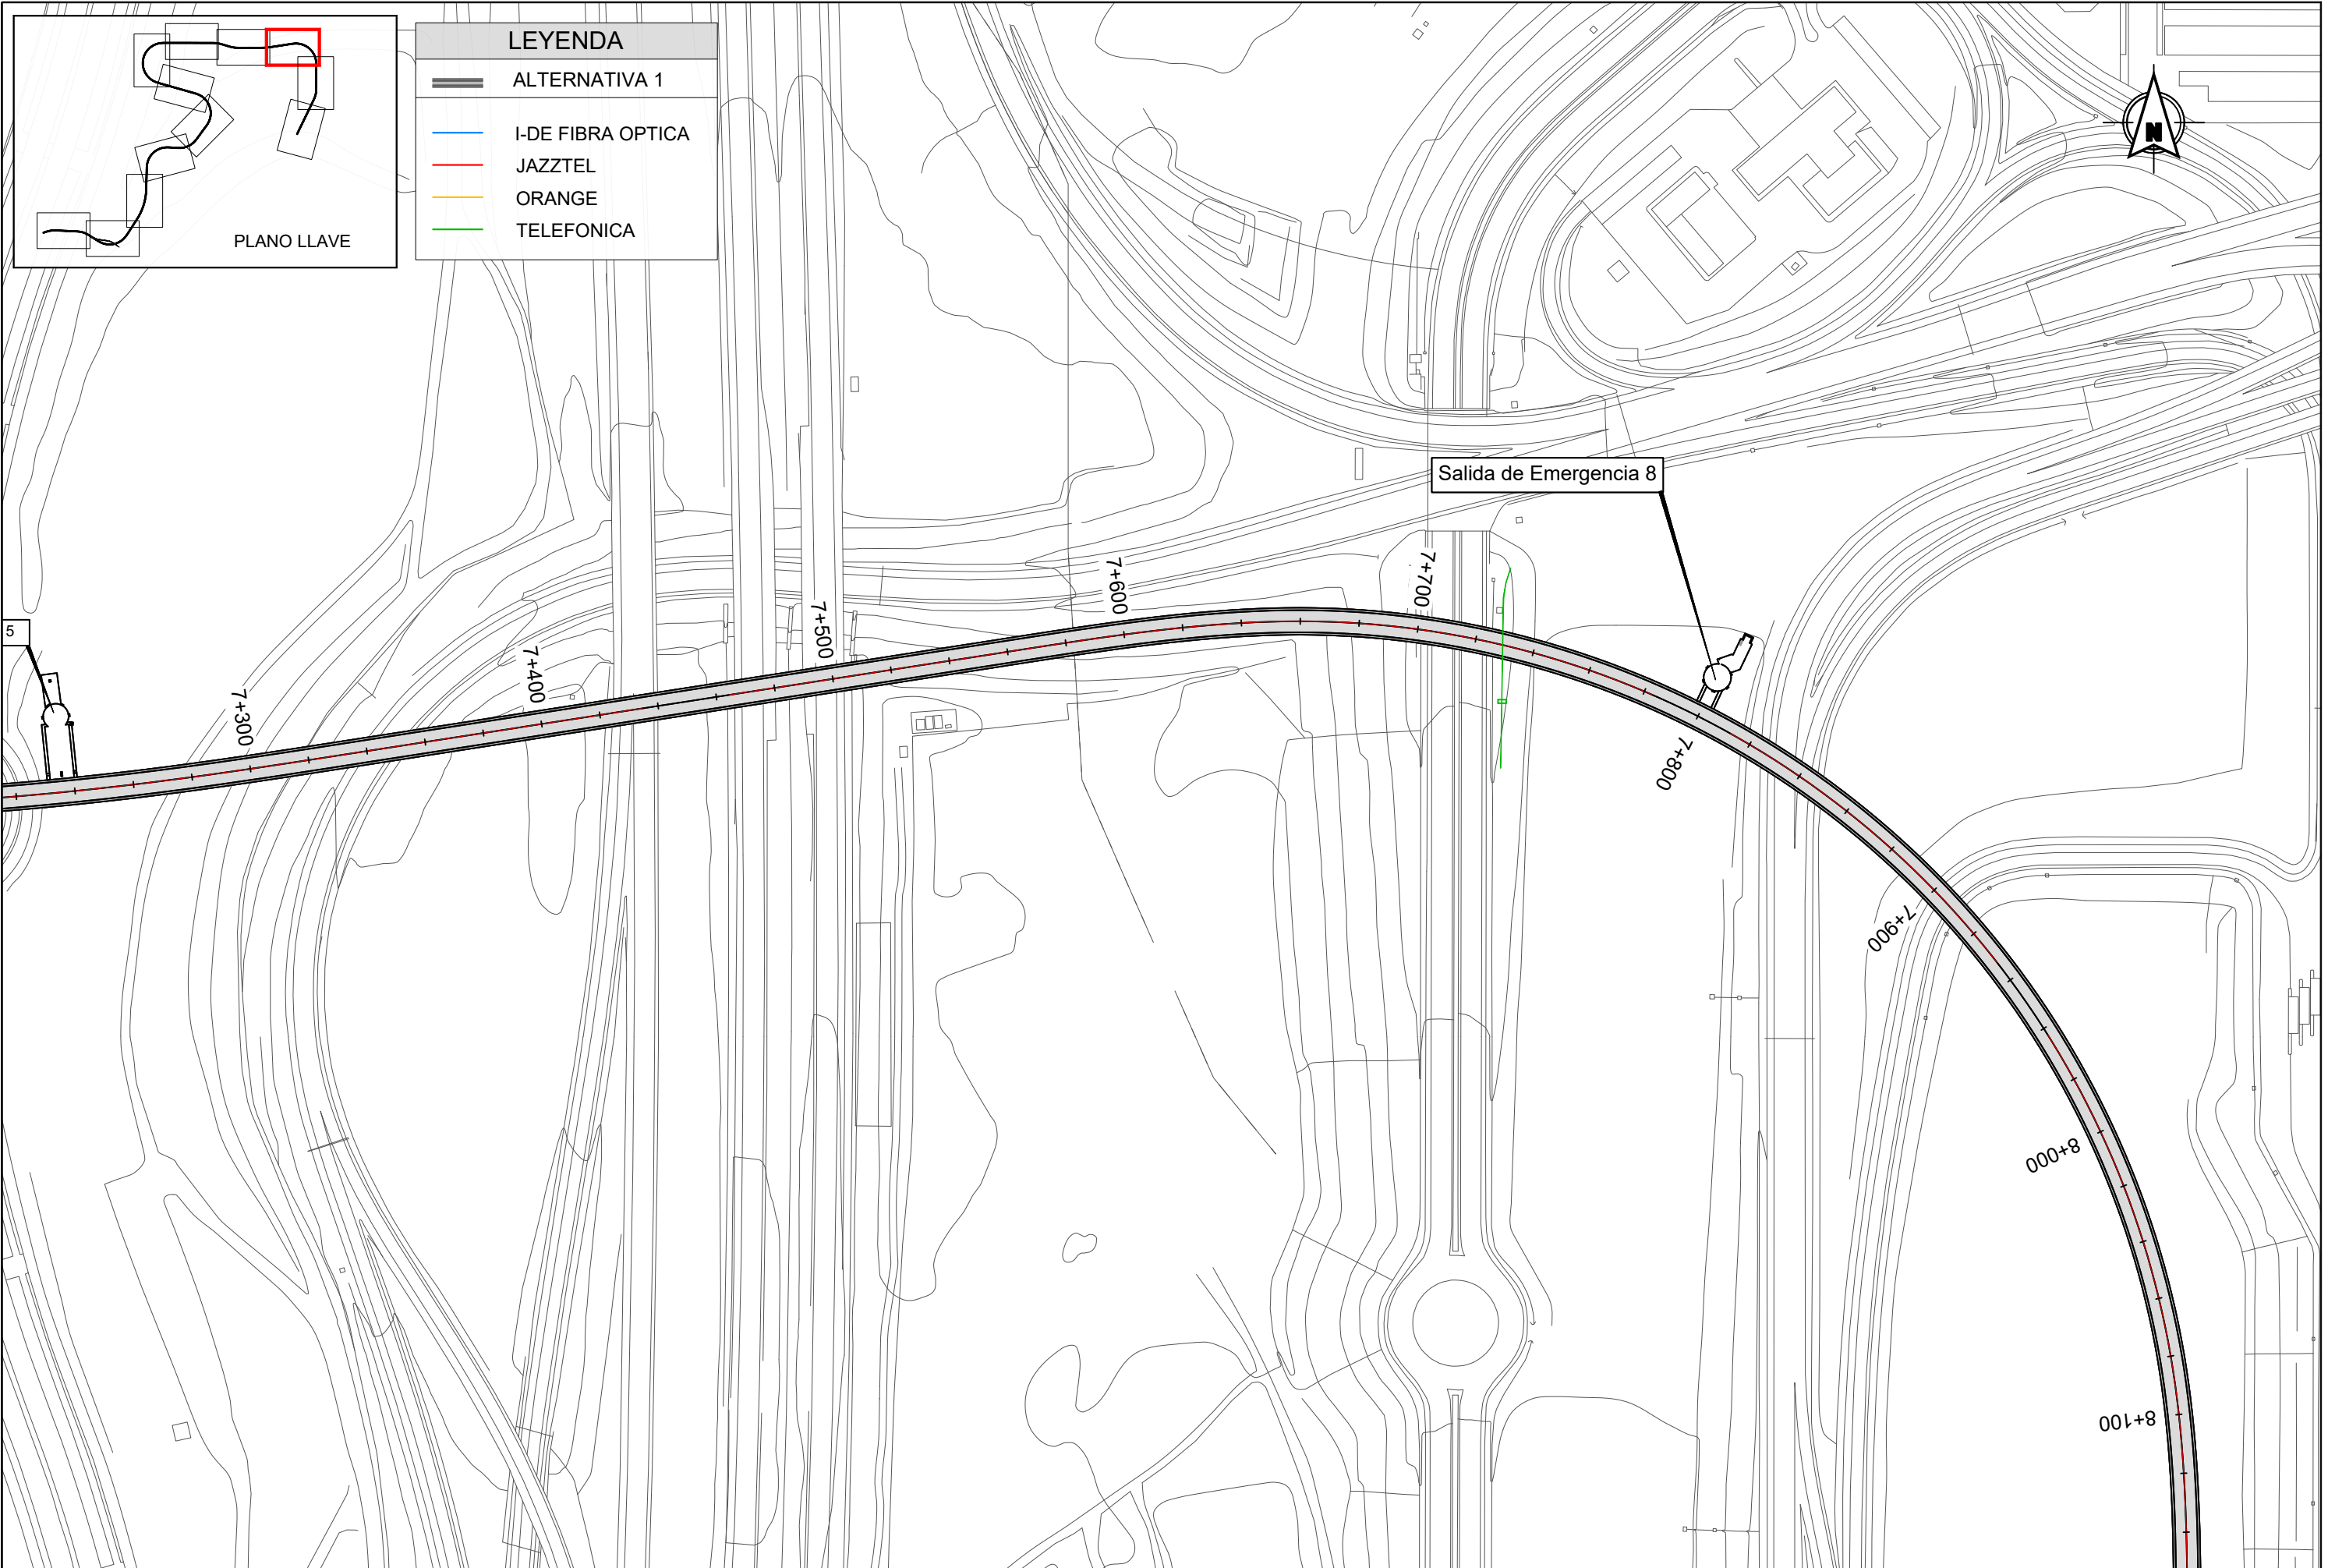 PLANO LLAVE
LEYENDA
ALTERNATIVA 1
I-DE FIBRA OPTICA
JAZZTEL
ORANGE
TELEFONICA
N
Salida de Emergencia 8
5
7+300
7+400
7+500
7+600
7+700
7+800
7+900
8+000
8+100